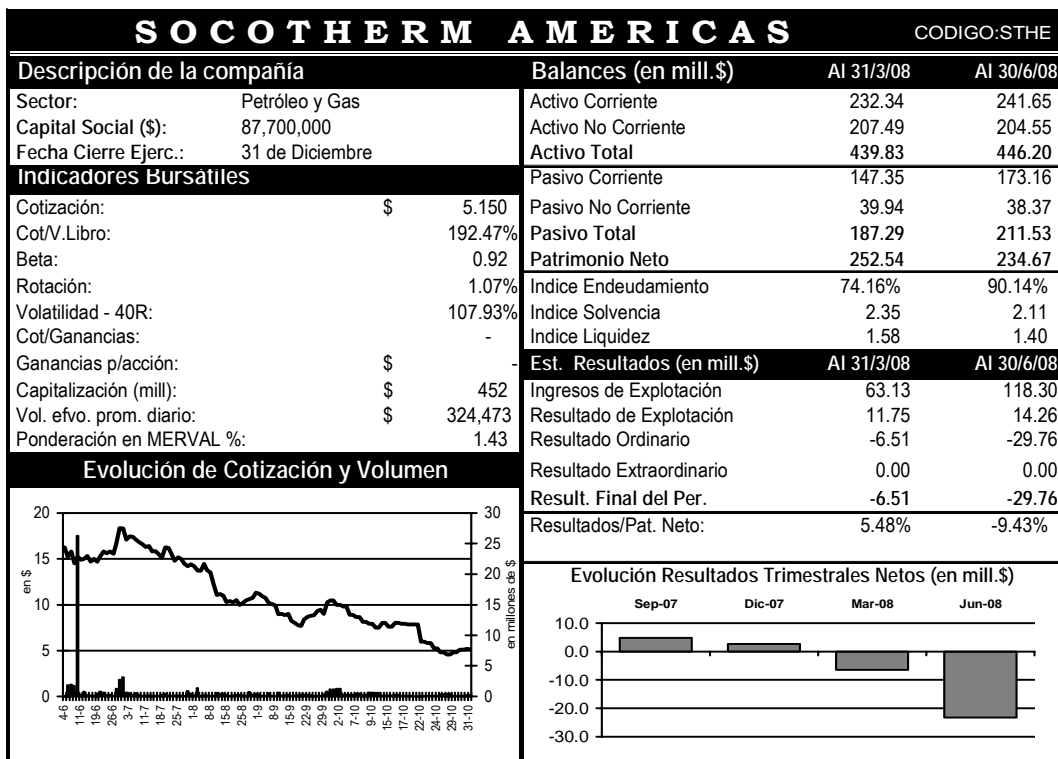 SOCOTHERM AMERICAS CODIGO:STHE
Descripción de la compañía
Sector: Petróleo y Gas
Capital Social ($): 87,700,000
Fecha Cierre Ejerc.: 31 de Diciembre
Indicadores Bursátiles
Cotización: $ 5.150
Cot/V.Libro: 192.47%
Beta: 0.92
Rotación: 1.07%
Volatilidad - 40R: 107.93%
Cot/Ganancias: -
Ganancias p/acción: $ -
Capitalización (mill): $ 452
Vol. efvo. prom. diario: $ 324,473
Ponderación en MERVAL %: 1.43
Evolución de Cotización y Volumen
20 30
25
15
20
en $
10 15
en millones de $
10
5
5
0 0
4-6 11-6 19-6 26-6 3-7 11-7 18-7 25-7 1-8 8-8 15-8 25-8 1-9 8-9 15-9 22-9 29-9 2-10 7-10 9-10 15-10 17-10 22-10 24-10 29-10 31-10
Balances (en mill.$) Al 31/3/08 Al 30/6/08
Activo Corriente 232.34 241.65
Activo No Corriente 207.49 204.55
Activo Total 439.83 446.20
Pasivo Corriente 147.35 173.16
Pasivo No Corriente 39.94 38.37
Pasivo Total 187.29 211.53
Patrimonio Neto 252.54 234.67
Indice Endeudamiento 74.16% 90.14%
Indice Solvencia 2.35 2.11
Indice Liquidez 1.58 1.40
Est. Resultados (en mill.$) Al 31/3/08 Al 30/6/08
Ingresos de Explotación 63.13 118.30
Resultado de Explotación 11.75 14.26
Resultado Ordinario -6.51 -29.76
Resultado Extraordinario 0.00 0.00
Result. Final del Per. -6.51 -29.76
Resultados/Pat. Neto: 5.48% -9.43%
Evolución Resultados Trimestrales Netos (en mill.$)
Sep-07 Dic-07 Mar-08 Jun-08
10.0
0.0
-10.0
-20.0
-30.0